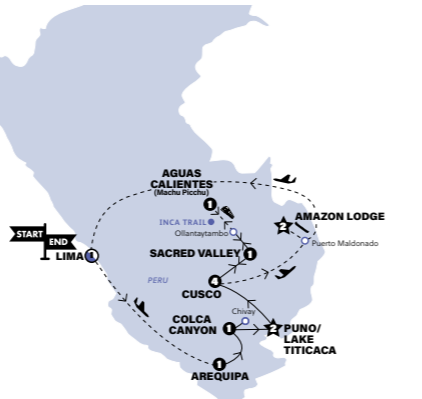 AGUAS
CALIENTES
(Machu Picchu)
1
INCA TRAIL
Ollantaytambo
2
AMAZON LODGE
Puerto Maldonado
START
END
LIMA
1
SACRED VALLEY
1
PERU
4
CUSCO
Chivay
COLCA
CANYON
1
2
PUNO/
LAKE
TITICACA
1
AREQUIPA